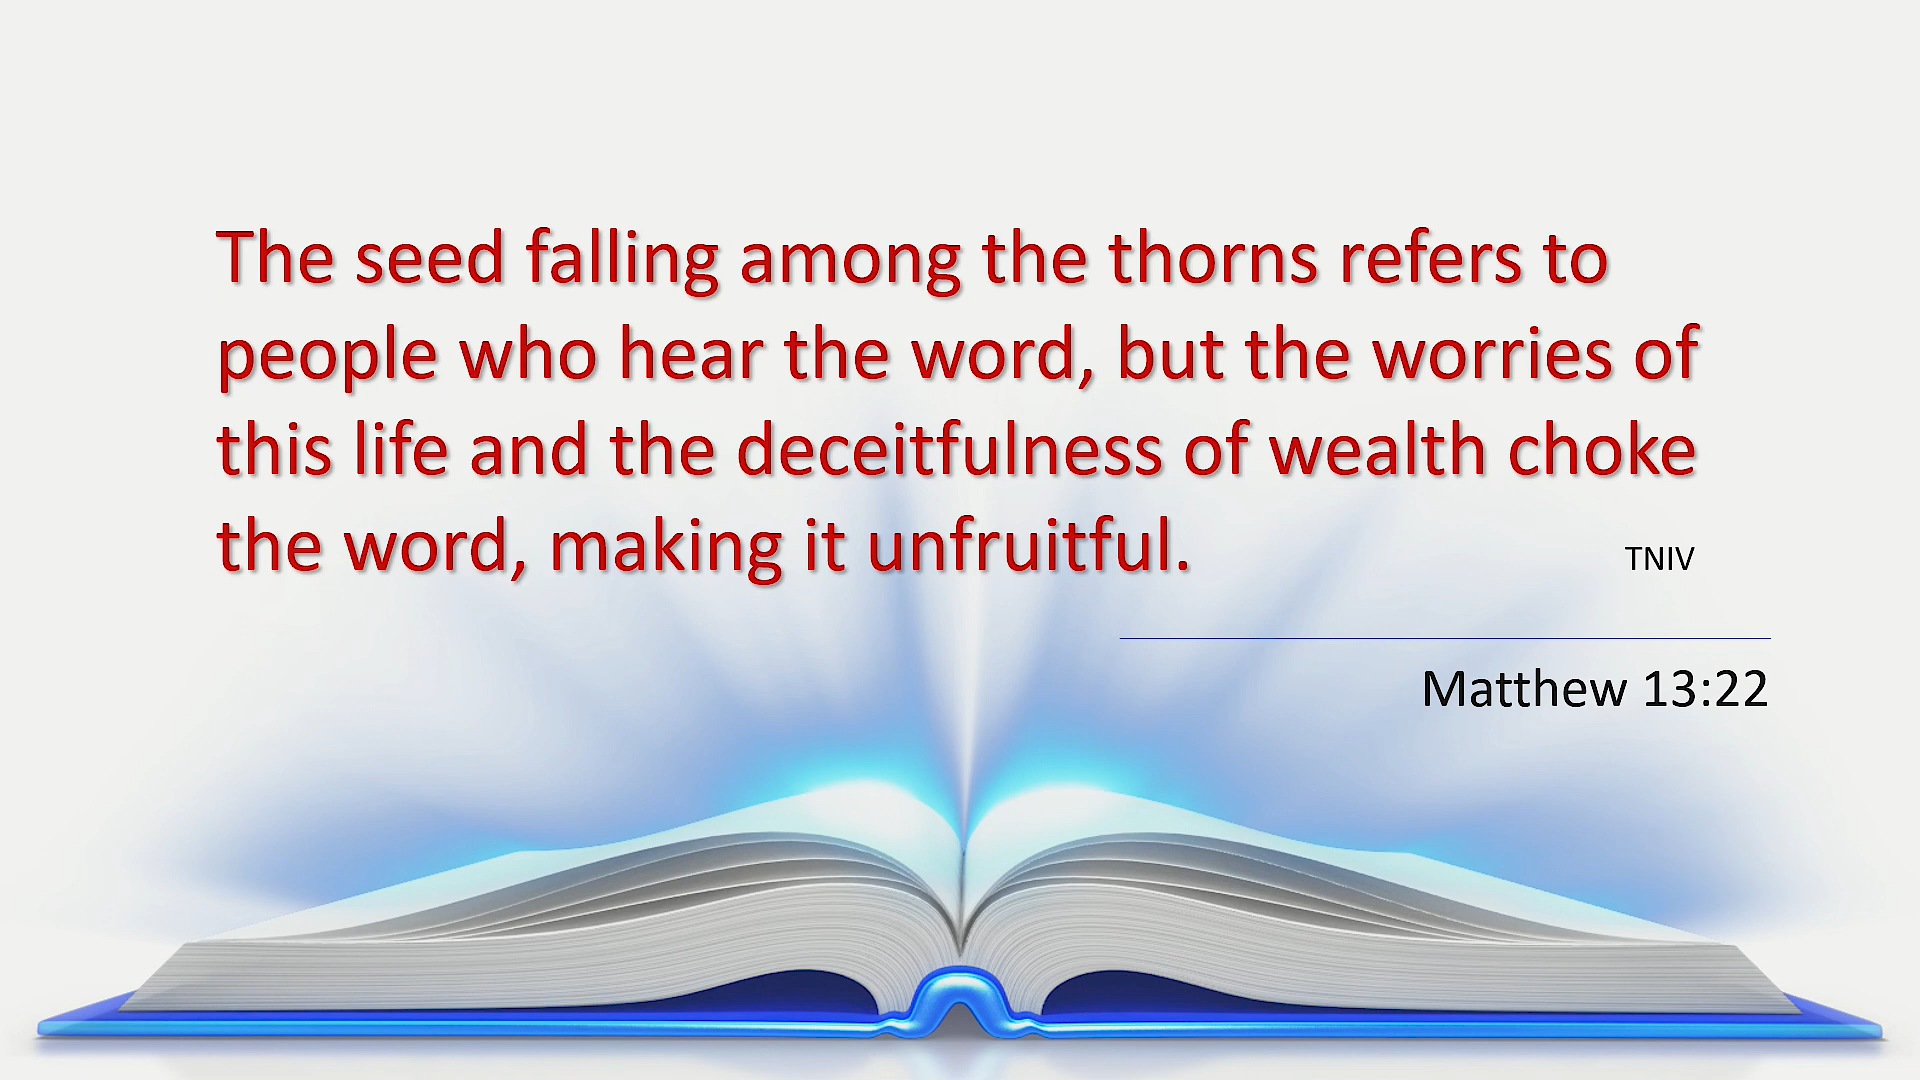 The seed falling among the thorns refers to
people who hear the word, but the worries of
this life and the deceitfulness of wealth choke
the word, making it unfruitful.
TNIV
Matthew 13:22